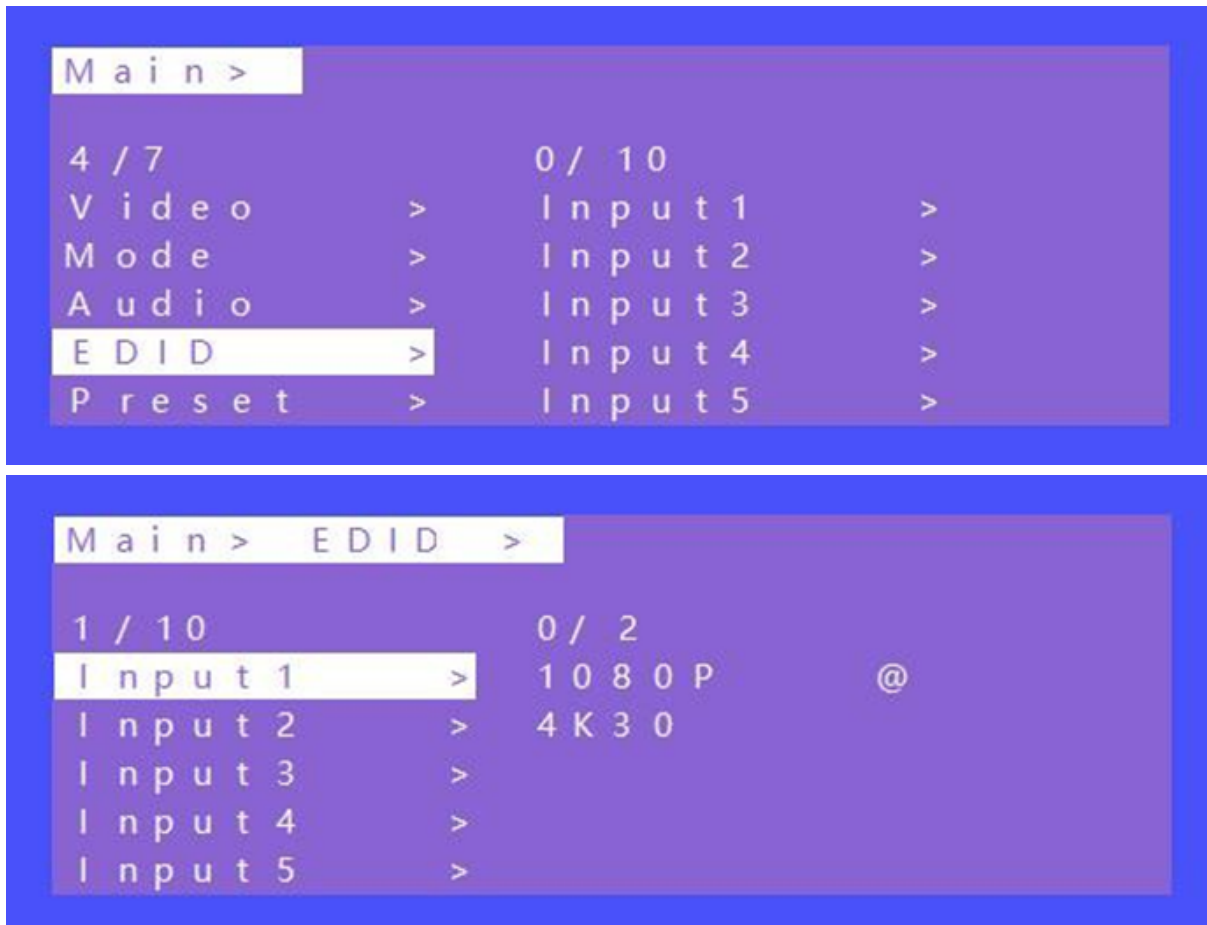 Main>
4/7 0/ 10
Video > Input1 >
Mode > Input2 >
Audio > Input3 >
EDID > Input4 >
Preset > Input5 >
Main> EDID >
1/10 0/ 2
Input1 > 1080P @
Input2 > 4K30
Input3 >
Input4 >
Input5 >